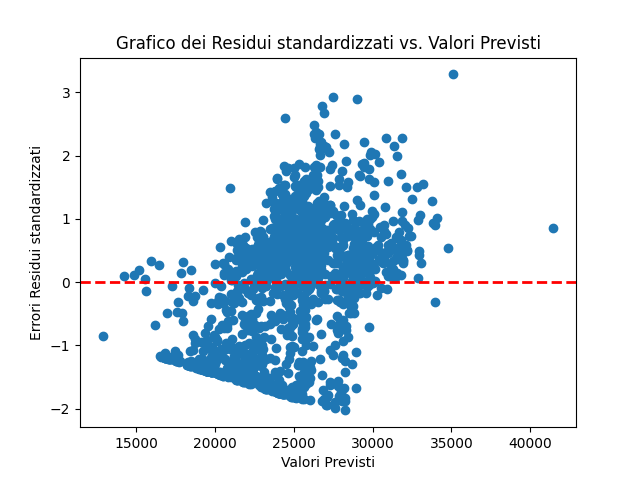 Grafico dei Residui standardizzati vs. Valori Previsti
Errori Residui standardizzati
3
2
1
0
−1
−2
15000 20000 25000 30000 35000 40000
Valori Previsti